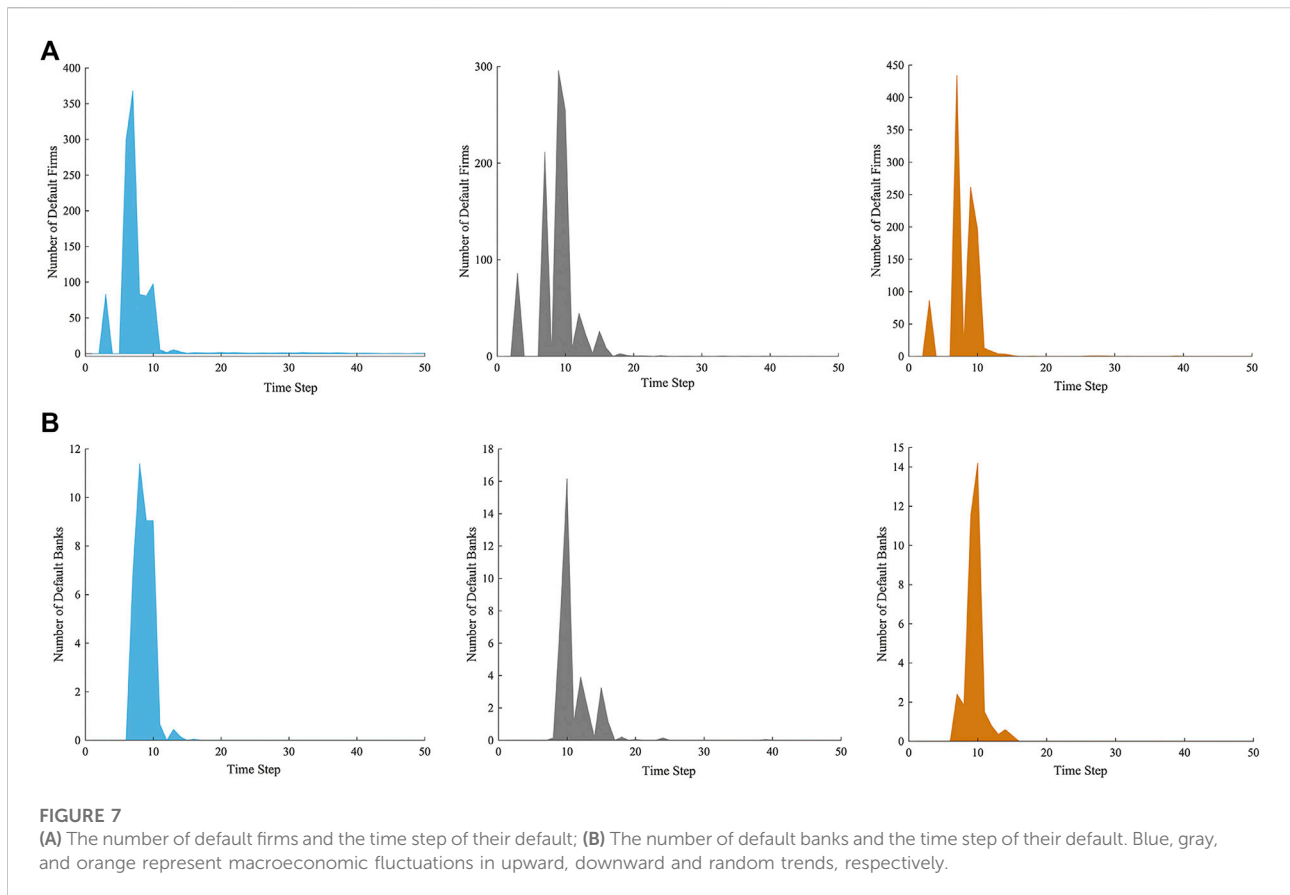 A
400
350
300
250
200
150
100
50
0
Number of Default Firms
0 10 20 30 40 50
Time Step
300
200
100
0
Number of Default Firms
0 10 20 30 40 50
Time Step
450
400
350
300
250
200
150
100
50
0
Number of Default Firms
0 10 20 30 40 50
Time Step
B
12
10
8
6
4
2
0
Number of Default Banks
0 10 20 30 40 50
Time Step
18
16
14
12
10
8
6
4
2
0
Number of Default Banks
0 10 20 30 40 50
Time Step
15
14
12
10
8
6
4
2
0
Number of Default Banks
0 10 20 30 40 50
Time Step
FIGURE 7
(A) The number of default firms and the time step of their default; (B) The number of default banks and the time step of their default. Blue, gray,
and orange represent macroeconomic fluctuations in upward, downward and random trends, respectively.